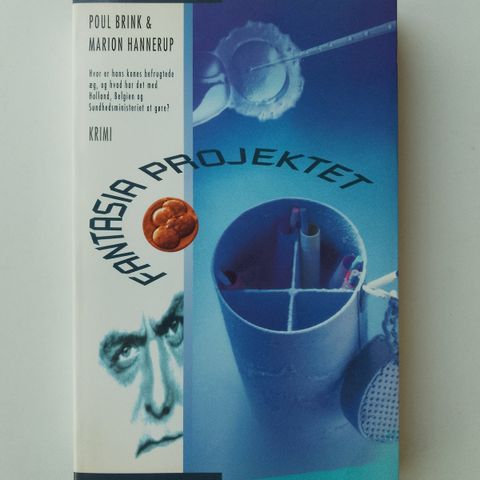 POUL BRINK &
MARION HANNERUP
Hvor er hans kones befrugtede
æg, og hvad har det med
Holland, Belgien og
Sundhedsministeriet at gøre?
KRIMI
FANTASIA PROJEKTET